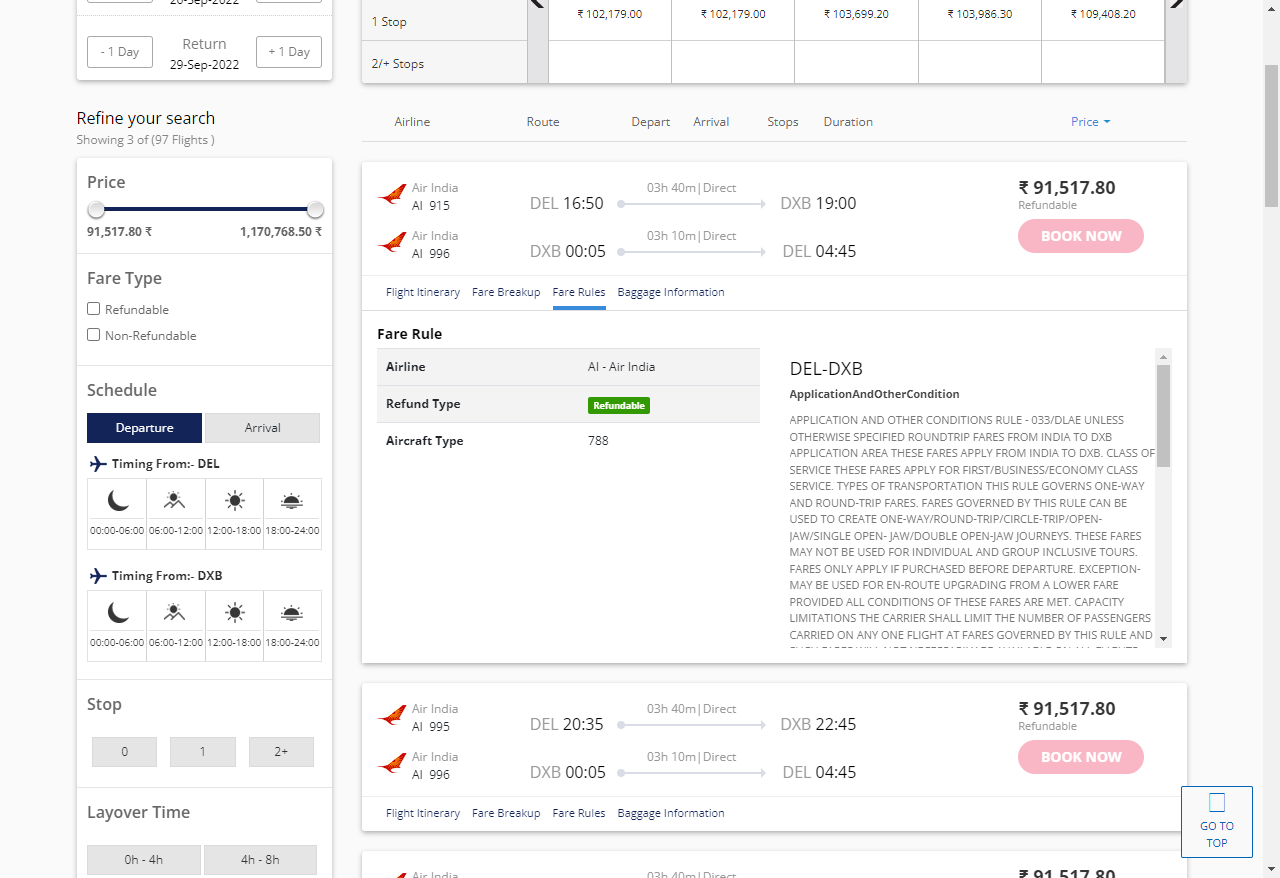 20-Sep-2022
- 1 Day
Return
29-Sep-2022
+ 1 Day
₹ 102,179.00
₹ 102,179.00
₹ 103,699.20
₹ 103,986.30
₹ 109,408.20
1 Stop
2/+ Stops
Refine your search
Showing 3 of (97 Flights )
Price
91,517.80 ₹
1,170,768.50 ₹
Fare Type
Refundable
Non-Refundable
Schedule
Departure
Arrival
Timing From:- DEL
00:00-06:00
06:00-12:00
12:00-18:00
18:00-24:00
Timing From:- DXB
00:00-06:00
06:00-12:00
12:00-18:00
18:00-24:00
Stop
0
1
2+
Layover Time
0h - 4h
4h - 8h
Airline
Route
Depart
Arrival
Stops
Duration
Price
Air India
AI 915
DEL 16:50
03h 40m|Direct
DXB 19:00
₹ 91,517.80
Refundable
BOOK NOW
Air India
AI 996
DXB 00:05
03h 10m|Direct
DEL 04:45
Flight Itinerary
Fare Breakup
Fare Rules
Baggage Information
Fare Rule
Airline
AI - Air India
Refund Type
Refundable
Aircraft Type
788
DEL-DXB
ApplicationAndOtherCondition
APPLICATION AND OTHER CONDITIONS RULE - 033/DLAE UNLESS
OTHERWISE SPECIFIED ROUNDTRIP FARES FROM INDIA TO DXB
APPLICATION AREA THESE FARES APPLY FROM INDIA TO DXB. CLASS OF
SERVICE THESE FARES APPLY FOR FIRST/BUSINESS/ECONOMY CLASS
SERVICE. TYPES OF TRANSPORTATION THIS RULE GOVERNS ONE-WAY
AND ROUND-TRIP FARES. FARES GOVERNED BY THIS RULE CAN BE
USED TO CREATE ONE-WAY/ROUND-TRIP/CIRCLE-TRIP/OPEN-
JAW/SINGLE OPEN- JAW/DOUBLE OPEN-JAW JOURNEYS. THESE FARES
MAY NOT BE USED FOR INDIVIDUAL AND GROUP INCLUSIVE TOURS.
FARES ONLY APPLY IF PURCHASED BEFORE DEPARTURE. EXCEPTION-
MAY BE USED FOR EN-ROUTE UPGRADING FROM A LOWER FARE
PROVIDED ALL CONDITIONS OF THESE FARES ARE MET. CAPACITY
LIMITATIONS THE CARRIER SHALL LIMIT THE NUMBER OF PASSENGERS
CARRIED ON ANY ONE FLIGHT AT FARES GOVERNED BY THIS RULE AND
Air India
AI 995
DEL 20:35
03h 40m|Direct
DXB 22:45
₹ 91,517.80
Refundable
BOOK NOW
Air India
AI 996
DXB 00:05
03h 10m|Direct
DEL 04:45
Flight Itinerary
Fare Breakup
Fare Rules
Baggage Information
GO TO
TOP
Air India
03h 40m|Direct
₹ 91,517.80